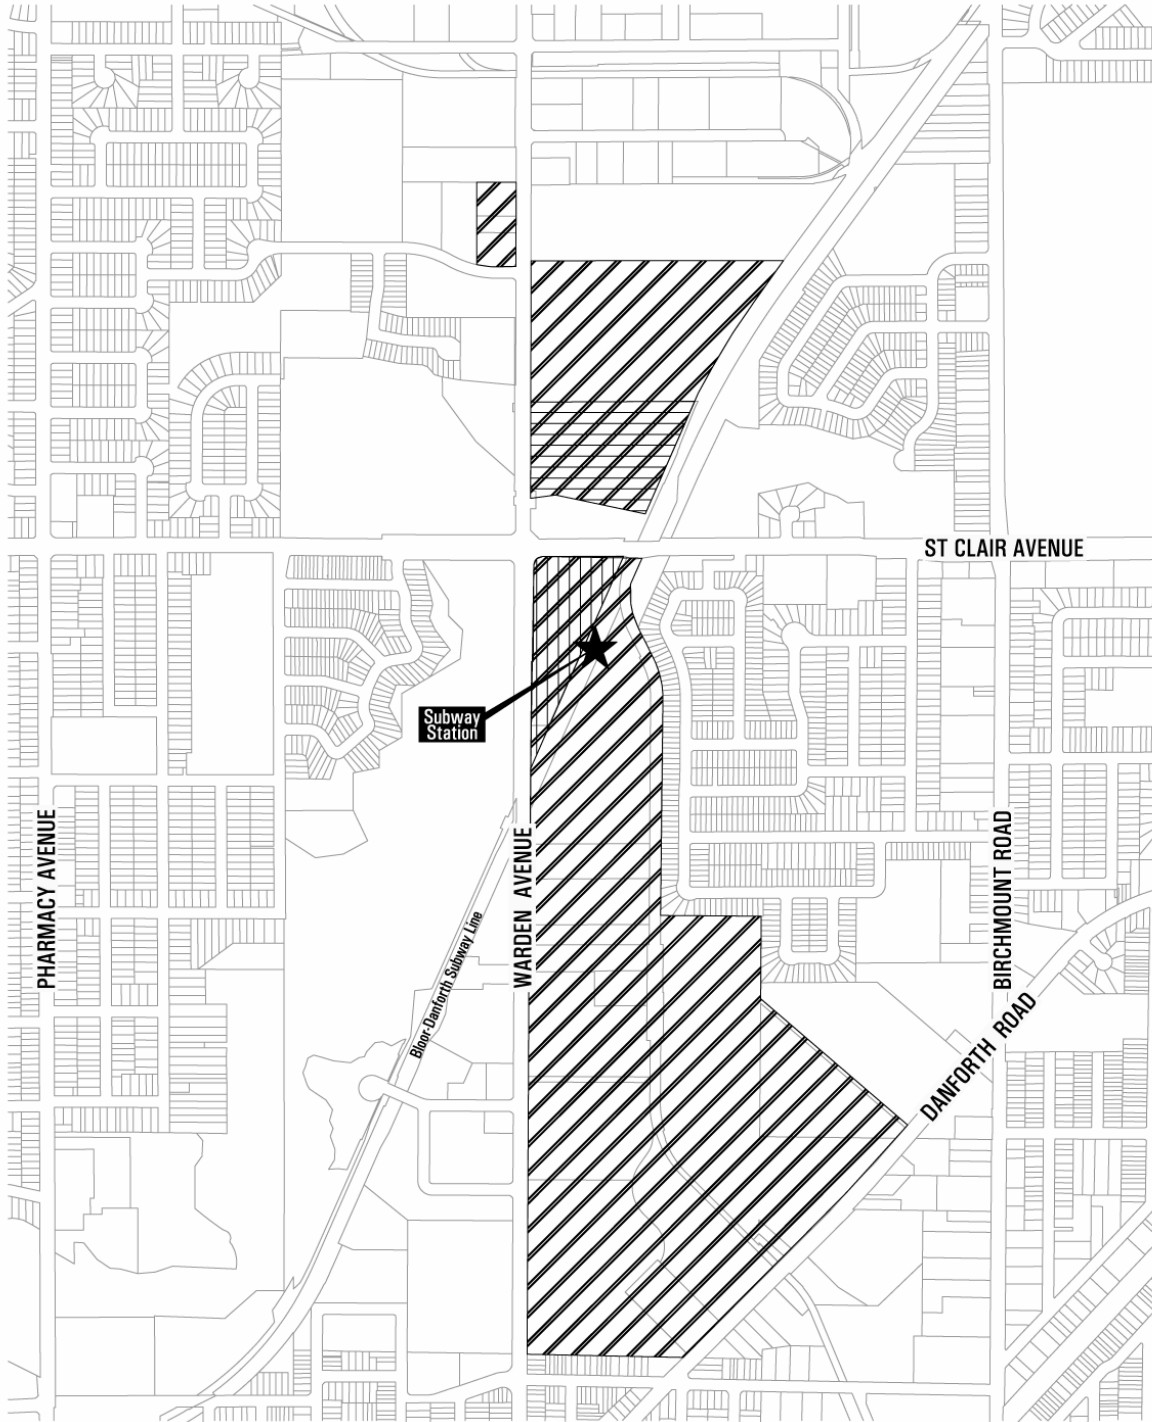 ST CLAIR AVENUE
Subway
Station
PHARMACY AVENUE
WARDEN AVENUE
BIRCHMOUNT ROAD
Bloor-Danforth Subway Line
DANFORTH ROAD